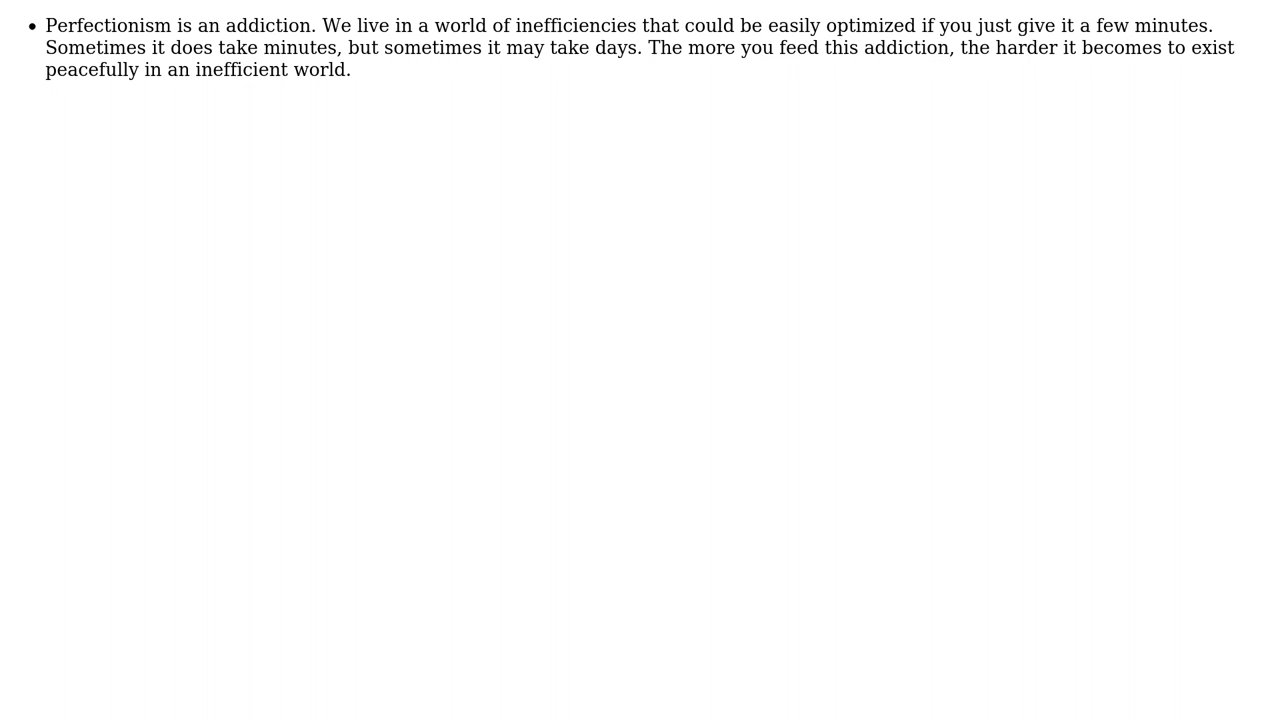 • Perfectionism is an addiction. We live in a world of inefficiencies that could be easily optimized if you just give it a few minutes.
Sometimes it does take minutes, but sometimes it may take days. The more you feed this addiction, the harder it becomes to exist
peacefully in an inefficient world.